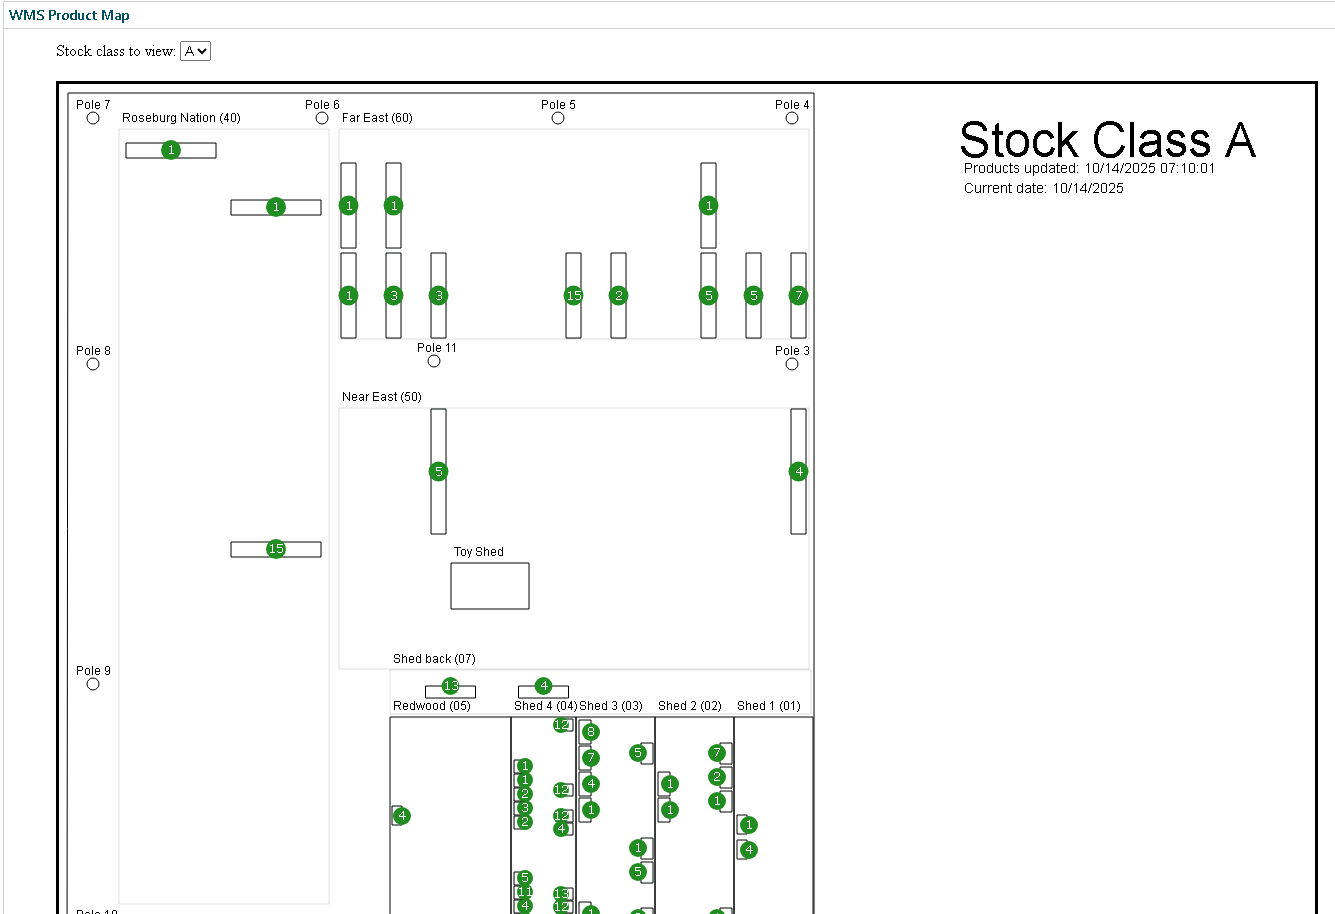 WMS Product Map
Stock class to view: A
Pole 7
Pole 6
Pole 5
Pole 4
Roseburg Nation (40)
Far East (60)
Stock Class A
Products updated: 10/14/2025 07:10:01
Current date: 10/14/2025
1
1
1 1 1
1 3 3 15 2 5 5 7
Pole 8
Pole 11
Pole 3
Near East (50)
5 4
15
Toy Shed
Shed back (07)
Pole 9
13 4
Redwood (05) Shed 4 (04) Shed 3 (03) Shed 2 (02) Shed 1 (01)
12 8
5 7
1 7
1 2 12 4 1 2
4 3 12 1 1 1
2 4 1
1 4
5 5
11 13
4 12 1